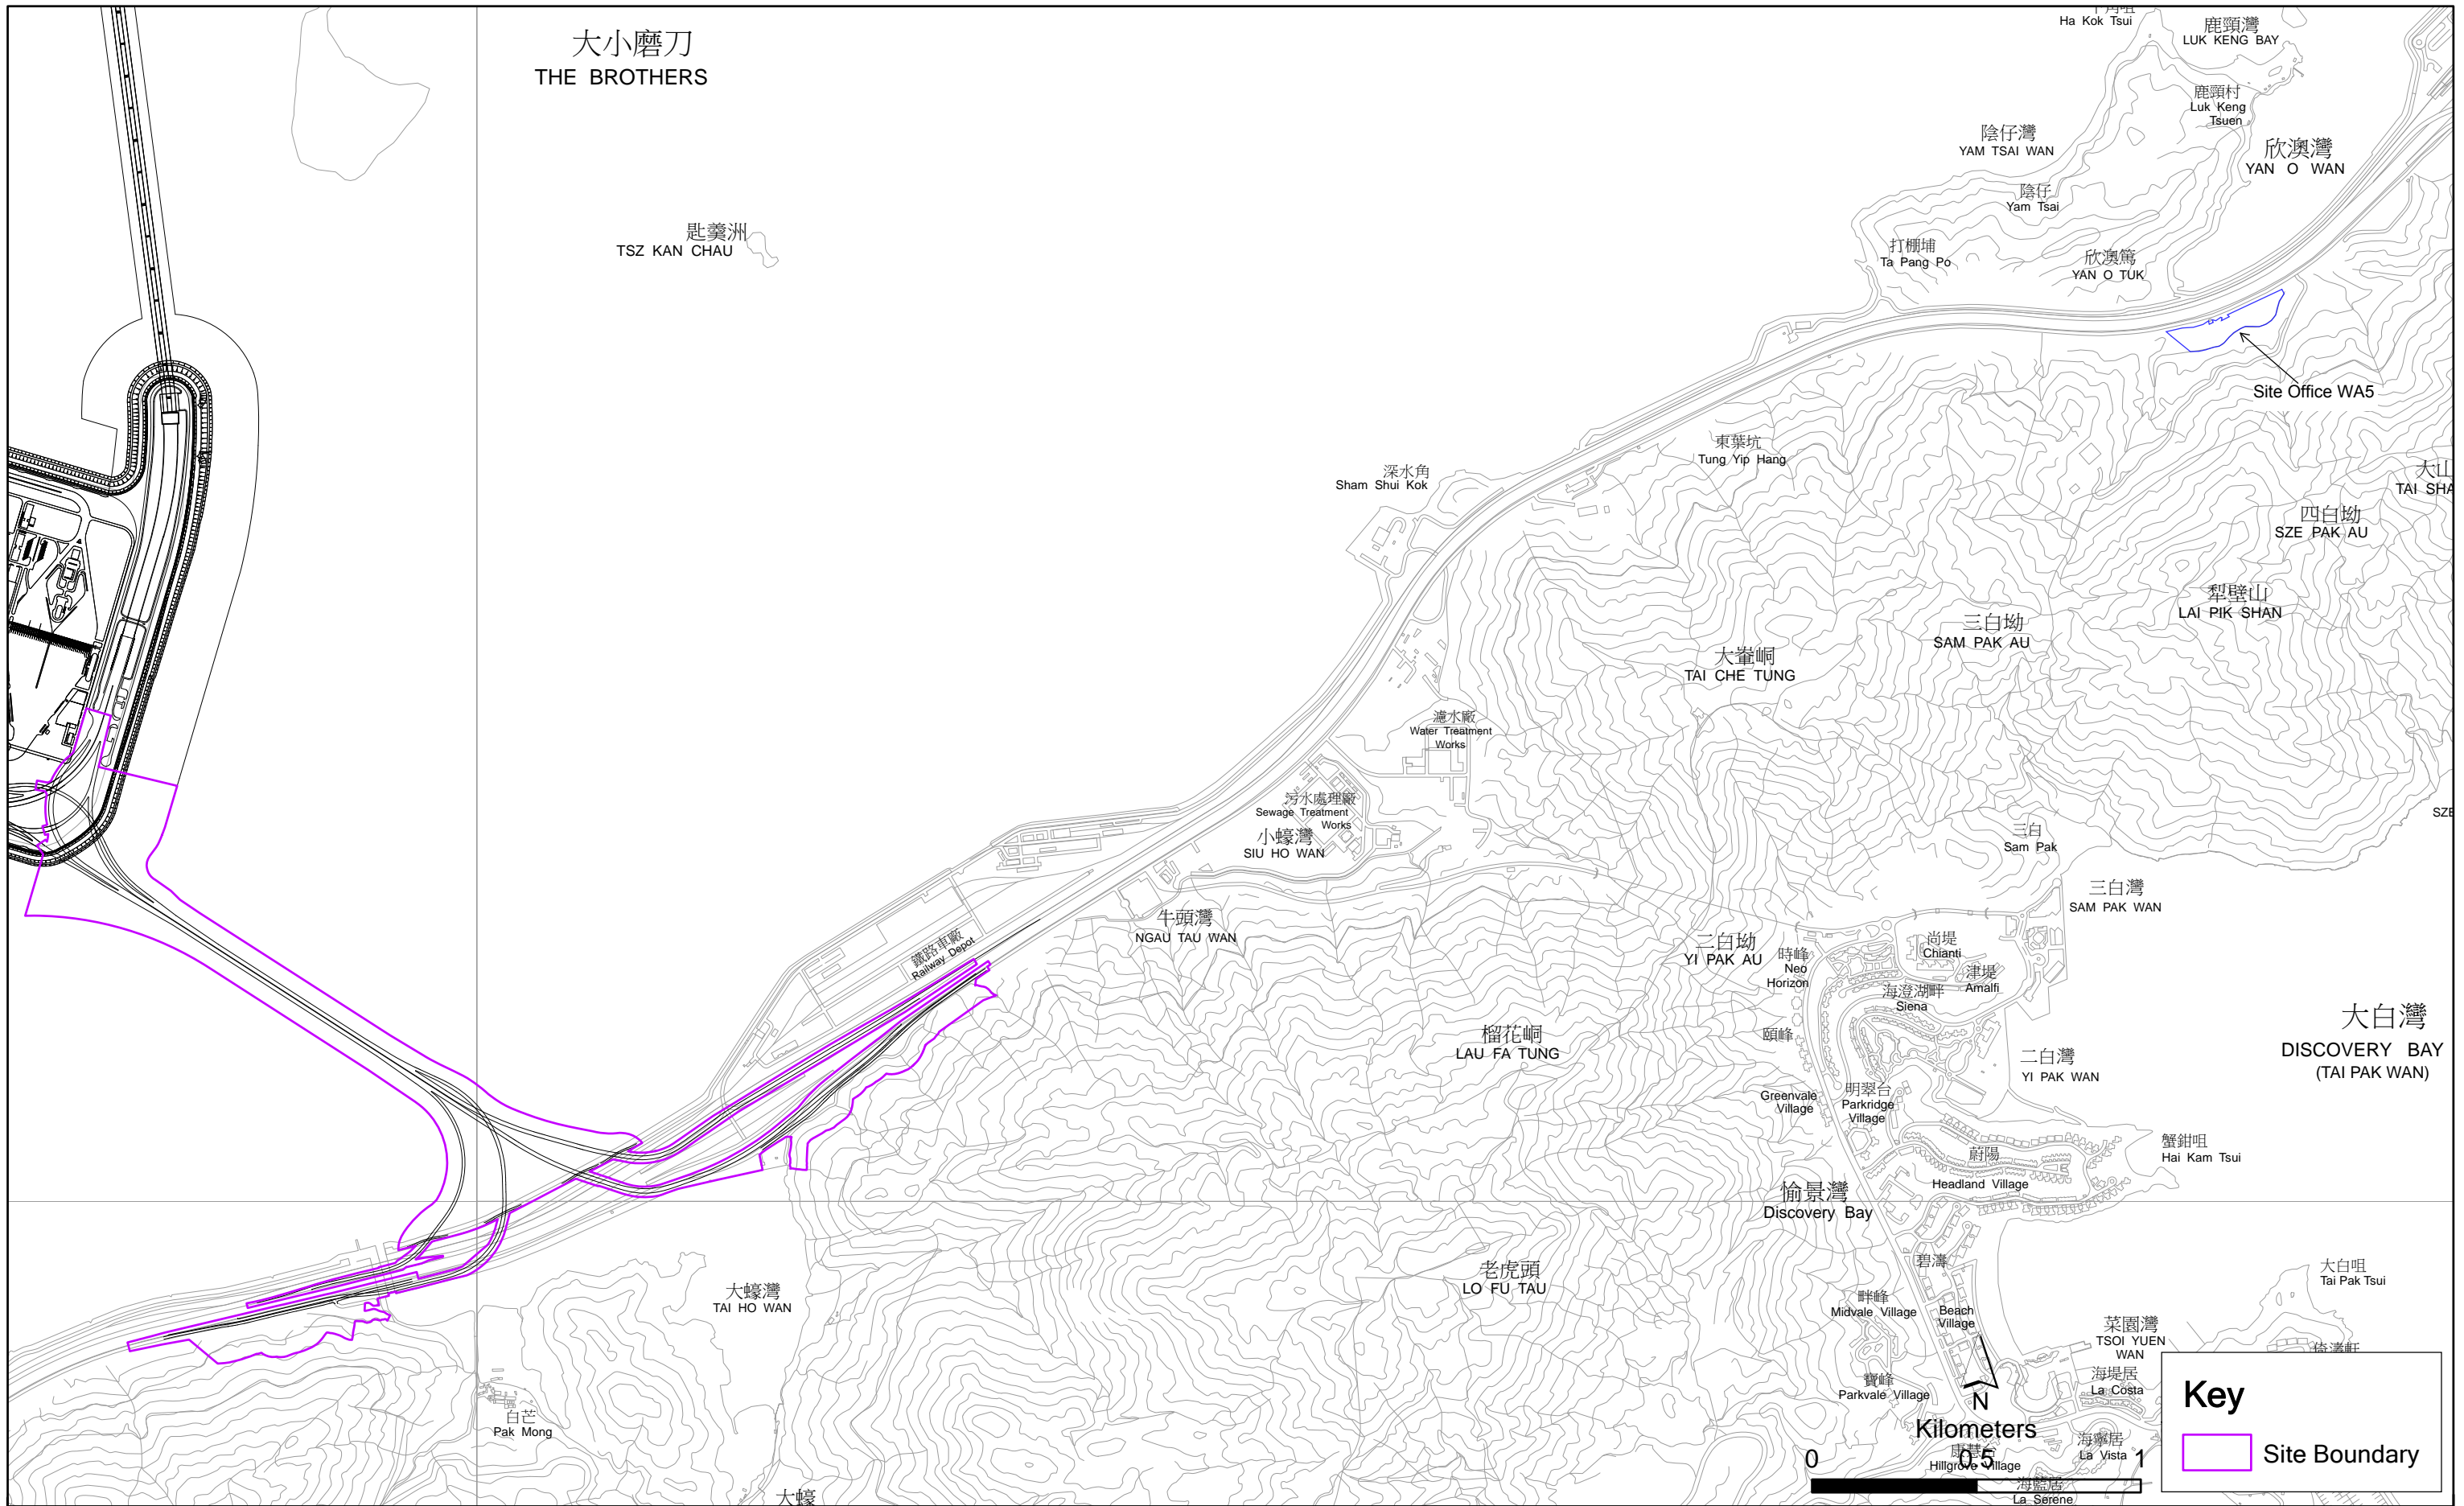 大小磨刀
THE BROTHERS
Ha Kok Tsui
鹿頸灣
LUK KENG BAY
鹿頸村
Luk Keng
Tsuen
陰仔灣
YAM TSAI WAN
欣澳灣
YAN O WAN
陰仔
Yam Tsai
匙羹洲
TSZ KAN CHAU
打棚埔
Ta Pang Po
欣澳篤
YAN O TUK
Site Office WA5
東葉坑
Tung Yip Hang
深水角
Sham Shui Kok
大山
TAI SHA
四白坳
SZE PAK AU
犁壁山
LAI PIK SHAN
三白坳
SAM PAK AU
大輋峒
TAI CHE TUNG
濾水廠
Water Treatment
Works
污水處理廠
Sewage Treatment
Works
小蠔灣
SIU HO WAN
三白
Sam Pak
SZE
三白灣
SAM PAK WAN
牛頭灣
NGAU TAU WAN
鐵路車廠
Railway Depot
二白坳
YI PAK AU
時峰
Neo
Horizon
尚堤
Chianti
津堤
Amalfi
海澄湖畔
Siena
大白灣
DISCOVERY BAY
(TAI PAK WAN)
榴花峒
LAU FA TUNG
頤峰
二白灣
YI PAK WAN
Greenvale
Village
明翠台
Parkridge
Village
蟹鉗咀
Hai Kam Tsui
蔚陽
Headland Village
愉景灣
Discovery Bay
碧濤
大白咀
Tai Pak Tsui
老虎頭
LO FU TAU
大蠔灣
TAI HO WAN
畔峰
Midvale Village
Beach
Village
菜園灣
TSOI YUEN
WAN
海堤居
La Costa
寶峰
Parkvale Village
白芒
Pak Mong
N
Kilometers
0 0.5 1
Hillgrove Village
海寧居
La Vista
海藍居
La Serene
大蠔
Key
Site Boundary